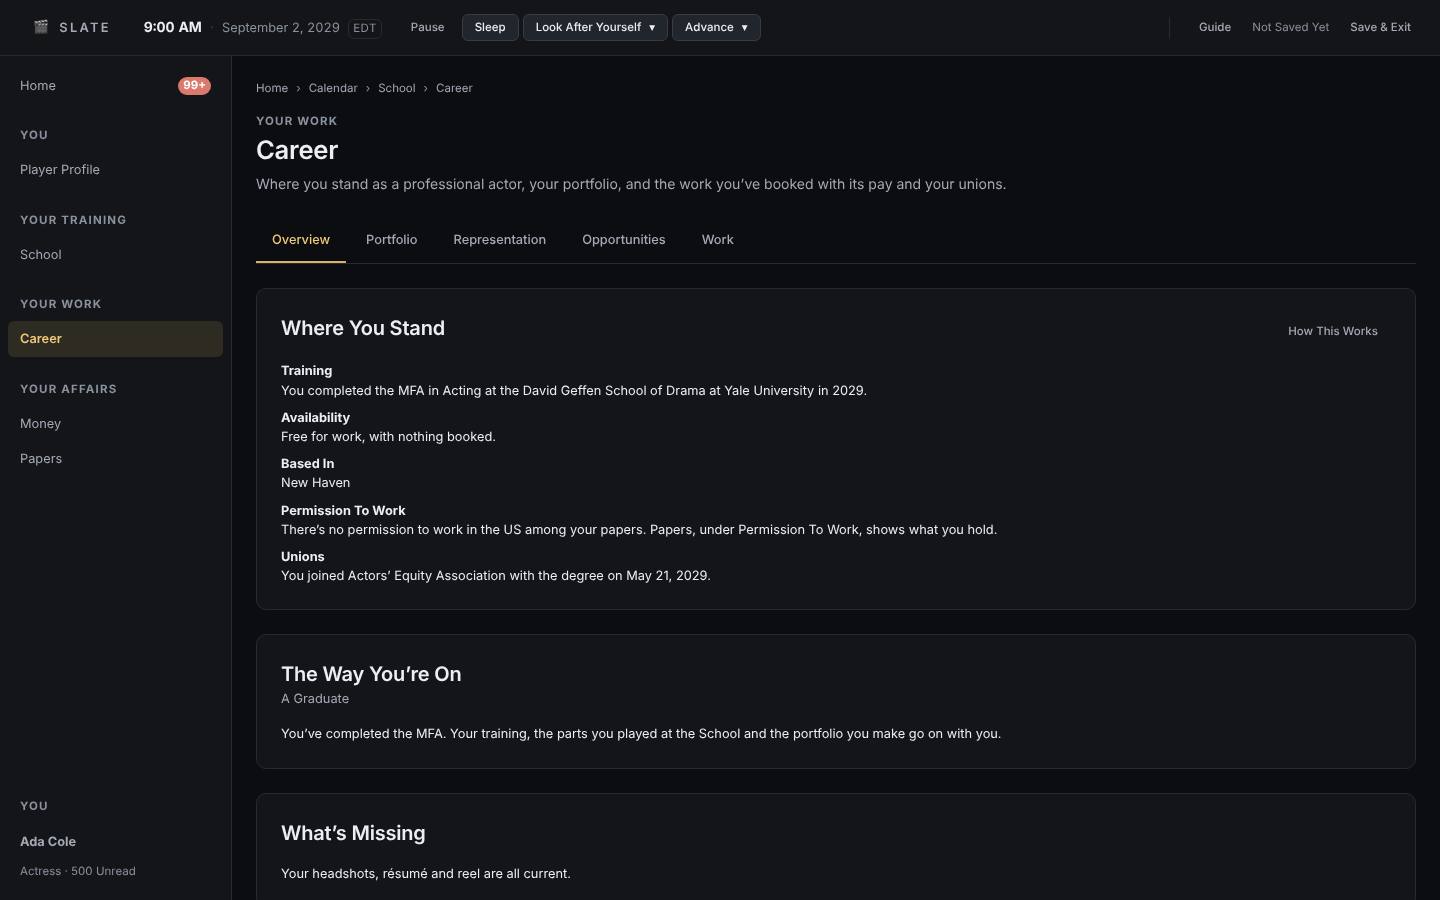 SLATE
9:00 AM · September 2, 2029 EDT
Pause
Sleep
Look After Yourself ▾
Advance ▾
Guide
Not Saved Yet
Save & Exit
Home 99+
YOU
Player Profile
YOUR TRAINING
School
YOUR WORK
Career
YOUR AFFAIRS
Money
Papers
YOU
Ada Cole
Actress · 500 Unread
Home › Calendar › School › Career
YOUR WORK
Career
Where you stand as a professional actor, your portfolio, and the work you’ve booked with its pay and your unions.
Overview Portfolio Representation Opportunities Work
Where You Stand
How This Works
Training
You completed the MFA in Acting at the David Geffen School of Drama at Yale University in 2029.
Availability
Free for work, with nothing booked.
Based In
New Haven
Permission To Work
There’s no permission to work in the US among your papers. Papers, under Permission To Work, shows what you hold.
Unions
You joined Actors’ Equity Association with the degree on May 21, 2029.
The Way You’re On
A Graduate
You’ve completed the MFA. Your training, the parts you played at the School and the portfolio you make go on with you.
What’s Missing
Your headshots, résumé and reel are all current.